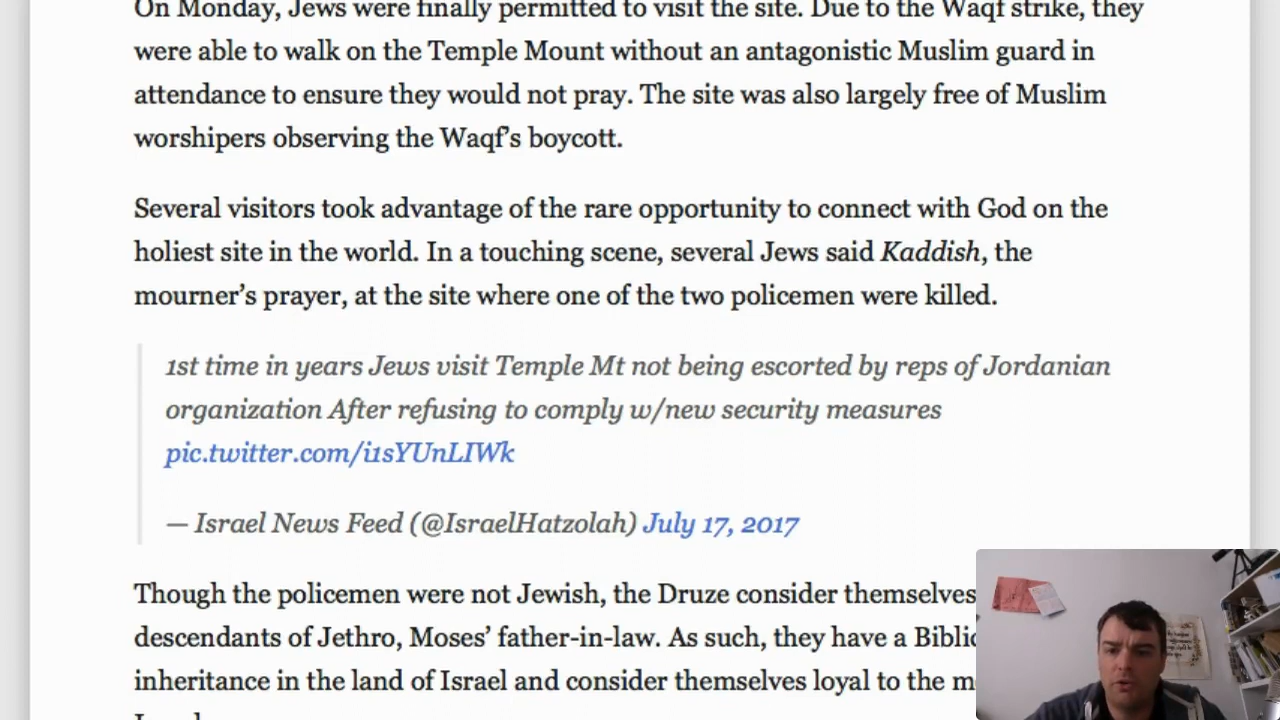 On Monday, Jews were finally permitted to visit the site. Due to the Waqf strike, they
were able to walk on the Temple Mount without an antagonistic Muslim guard in
attendance to ensure they would not pray. The site was also largely free of Muslim
worshipers observing the Waqf’s boycott.
Several visitors took advantage of the rare opportunity to connect with God on the
holiest site in the world. In a touching scene, several Jews said Kaddish, the
mourner’s prayer, at the site where one of the two policemen were killed.
1st time in years Jews visit Temple Mt not being escorted by reps of Jordanian
organization After refusing to comply w/new security measures
pic.twitter.com/i1sYUnLIWk
— Israel News Feed (@IsraelHatzolah) July 17, 2017
Though the policemen were not Jewish, the Druze consider themselves
descendants of Jethro, Moses’ father-in-law. As such, they have a Biblic
inheritance in the land of Israel and consider themselves loyal to the